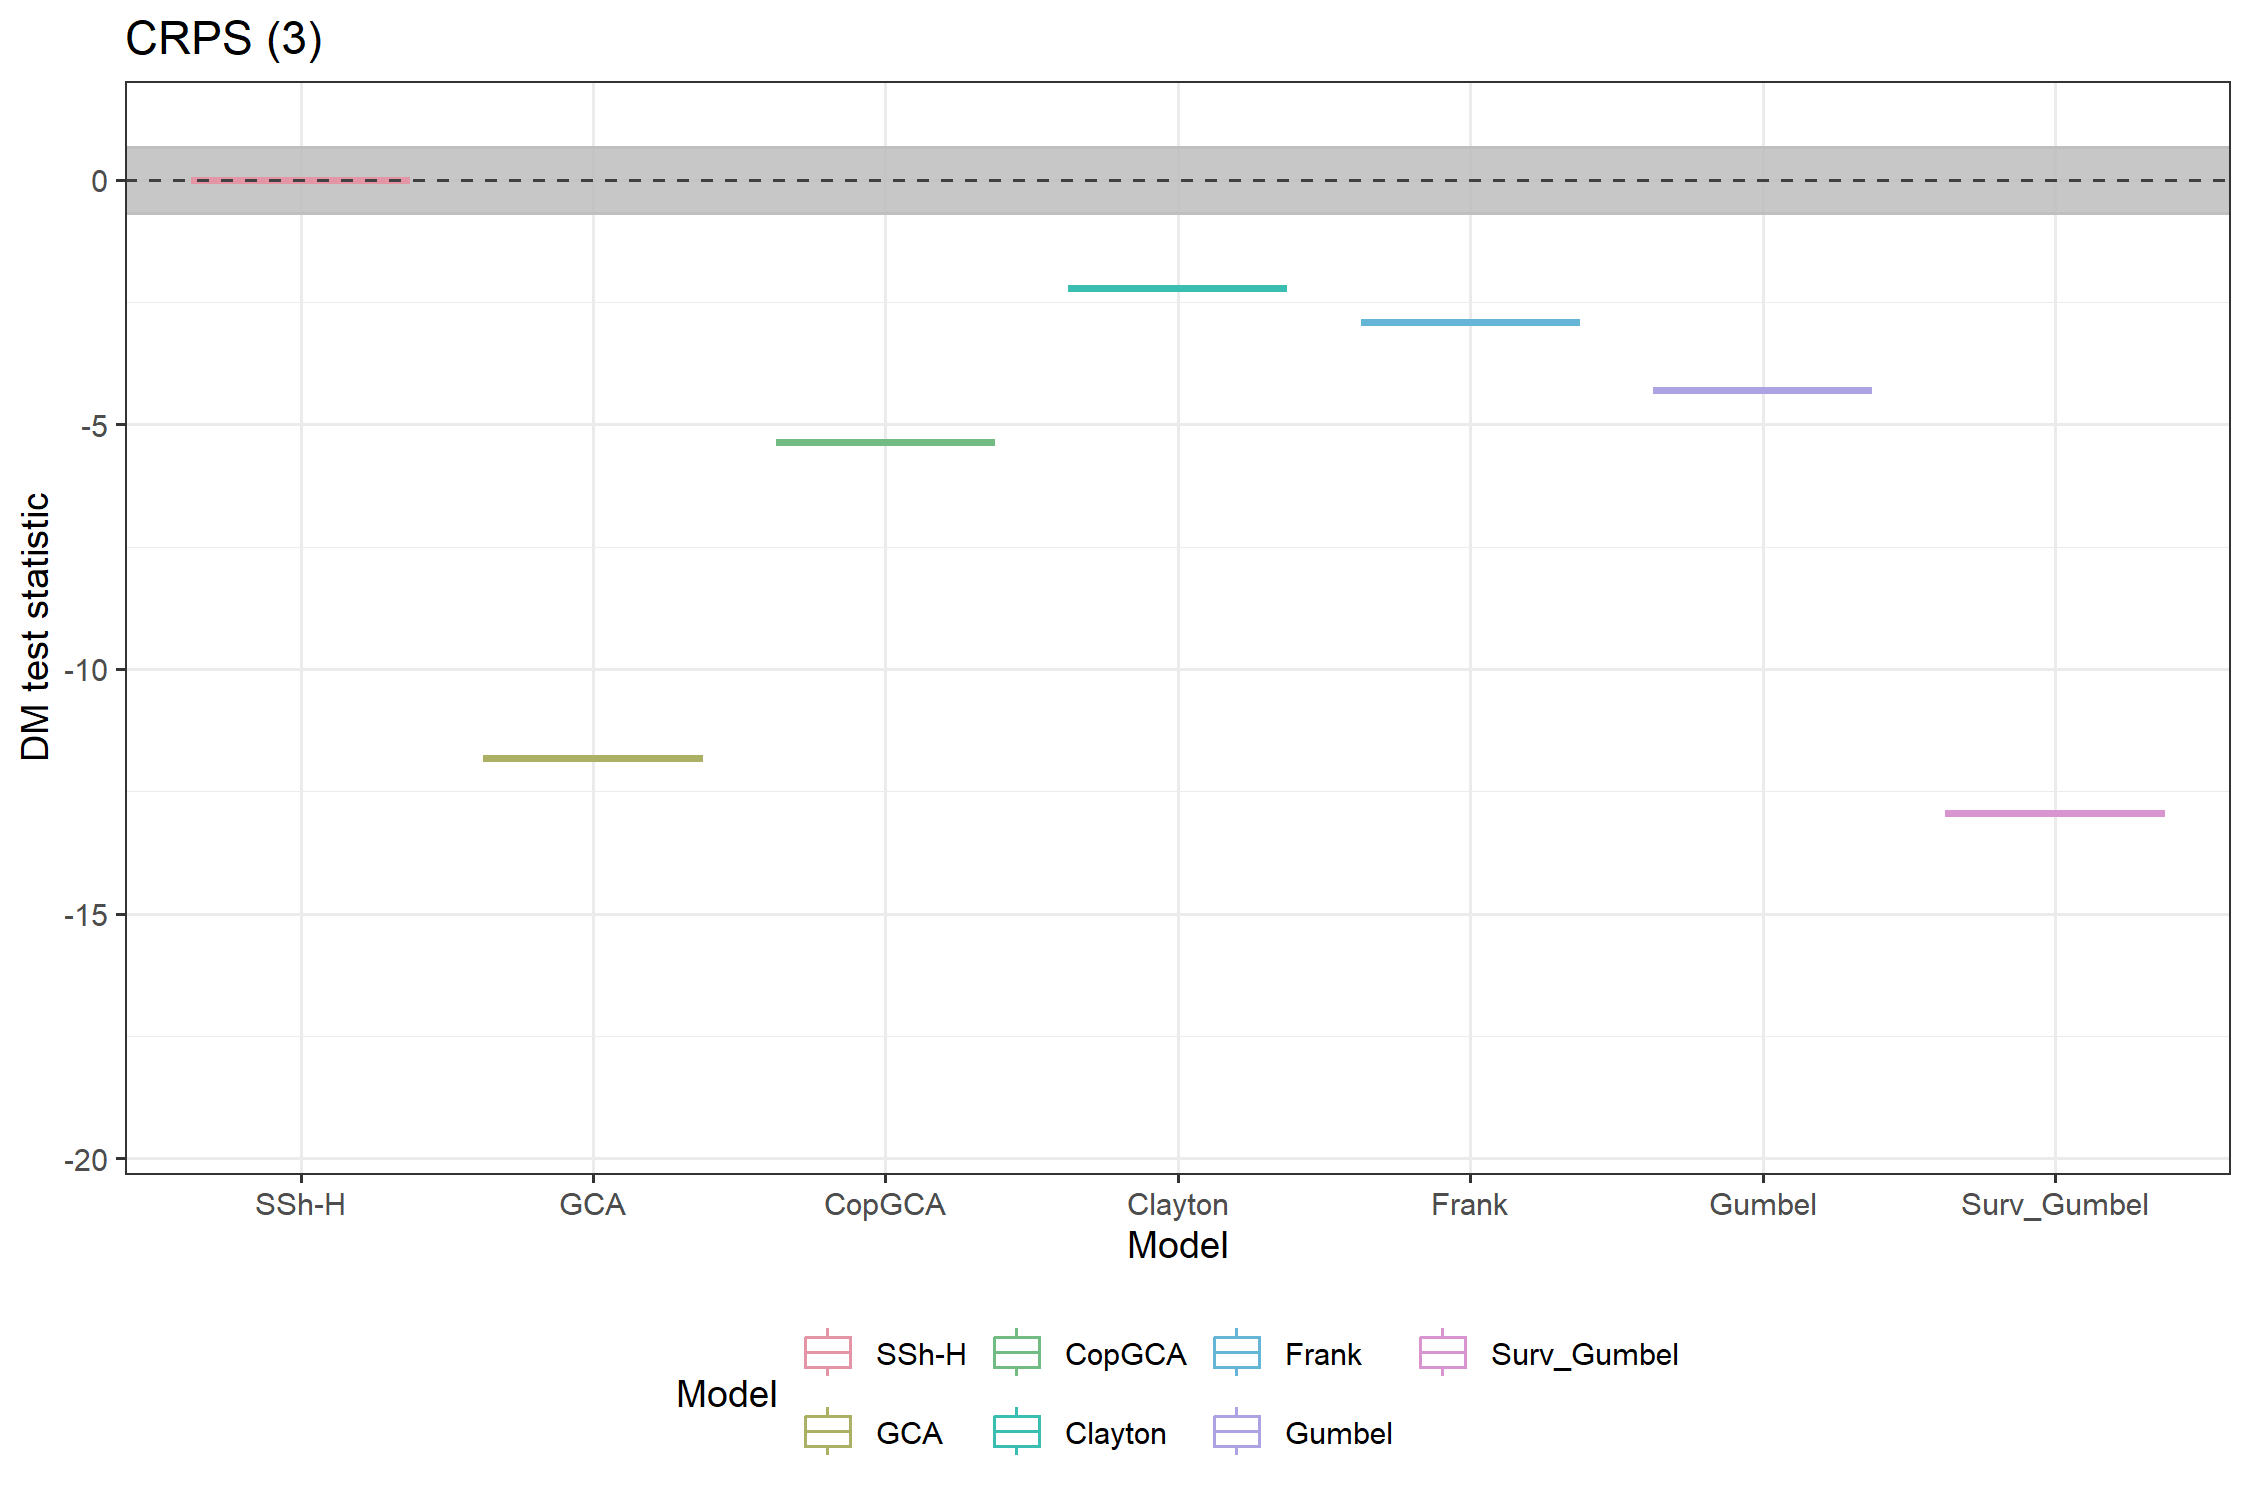 CRPS (3)
0
-5
-10
-15
-20
DM test statistic
SSh-H GCA CopGCA Clayton Frank Gumbel Surv_Gumbel
Model
Model
SSh-H CopGCA Frank Surv_Gumbel
GCA Clayton Gumbel